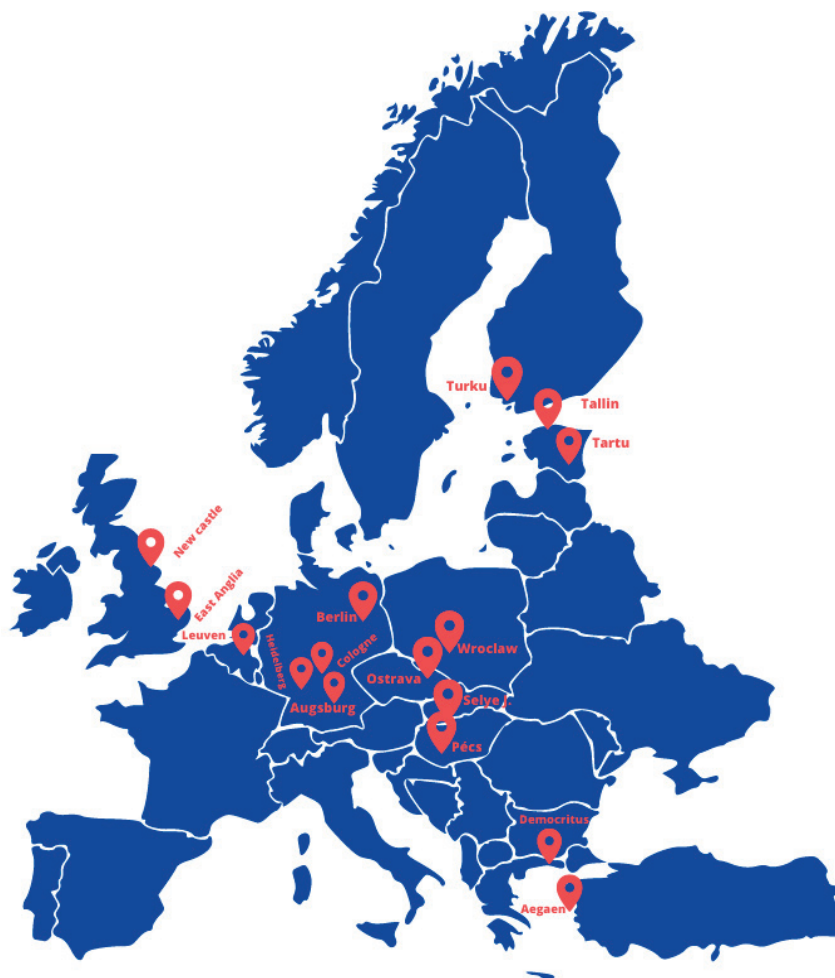 Turku
Tallin
Tartu
New castle
East Anglia
Leuven
Berlin
Heidelberg
Cologne
Wroclaw
Ostrava
Augsburg
Selye J.
Pécs
Democritus
Aegaen